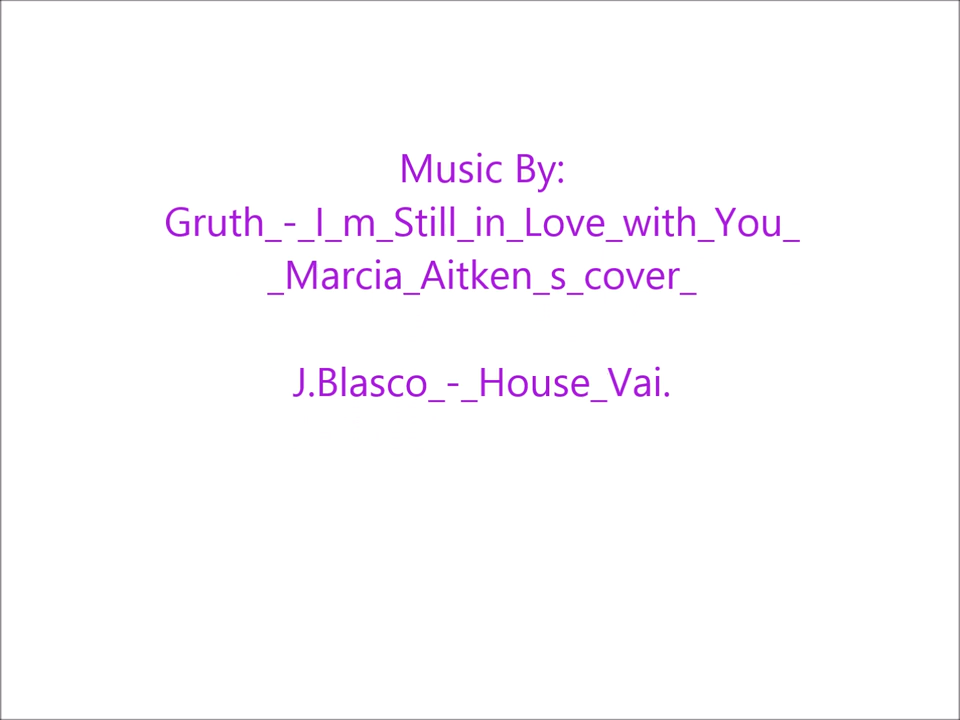 Music By:
Gruth_-_I_m_Still_in_Love_with_You_
_Marcia_Aitken_s_cover_
J.Blasco_-_House_Vai.